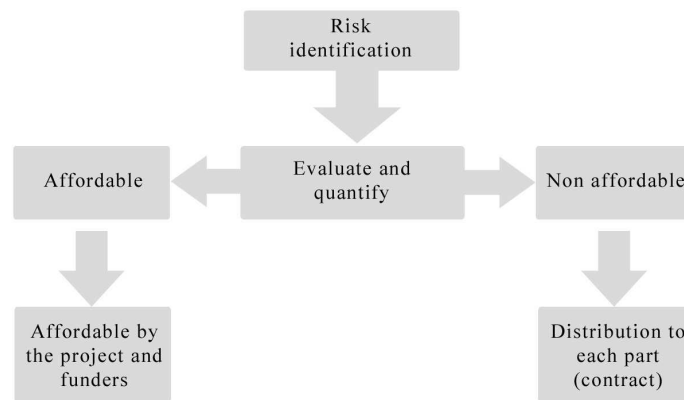 Risk
identification
Affordable
Evaluate and
quantify
Non affordable
Affordable by
the project and
funders
Distribution to
each part
(contract)